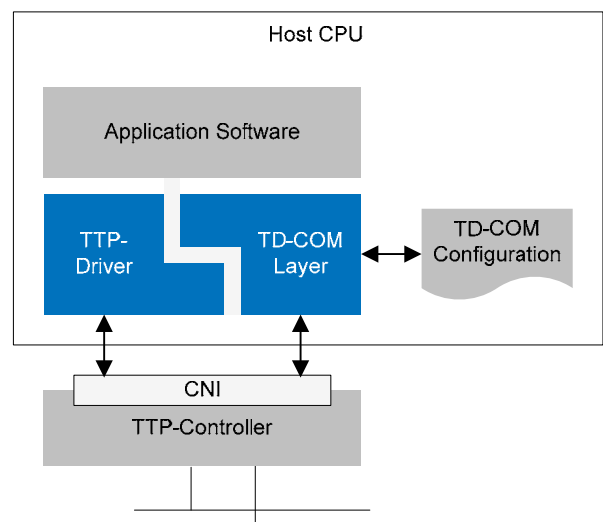 Host CPU
Application Software
TTP-
Driver
TD-COM
Layer
TD-COM
Configuration
CNI
TTP-Controller